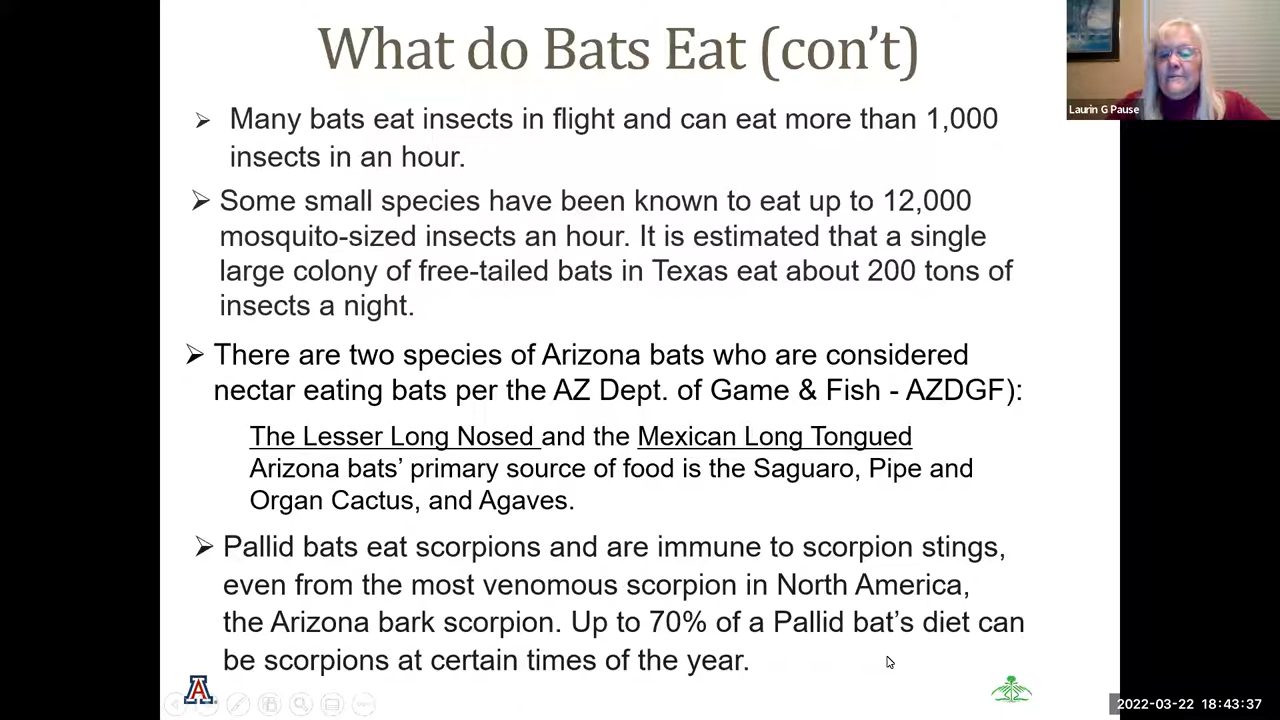 What do Bats Eat (con't)
Laurin G Pause
➢ Many bats eat insects in flight and can eat more than 1,000
insects in an hour.
➢ Some small species have been known to eat up to 12,000
mosquito-sized insects an hour. It is estimated that a single
large colony of free-tailed bats in Texas eat about 200 tons of
insects a night.
➢ There are two species of Arizona bats who are considered
nectar eating bats per the AZ Dept. of Game & Fish - AZDGF):
The Lesser Long Nosed and the Mexican Long Tongued
Arizona bats' primary source of food is the Saguaro, Pipe and
Organ Cactus, and Agaves.
➢ Pallid bats eat scorpions and are immune to scorpion stings,
even from the most venomous scorpion in North America,
the Arizona bark scorpion. Up to 70% of a Pallid bat's diet can
be scorpions at certain times of the year.
A
2022-03-22 18:43:37